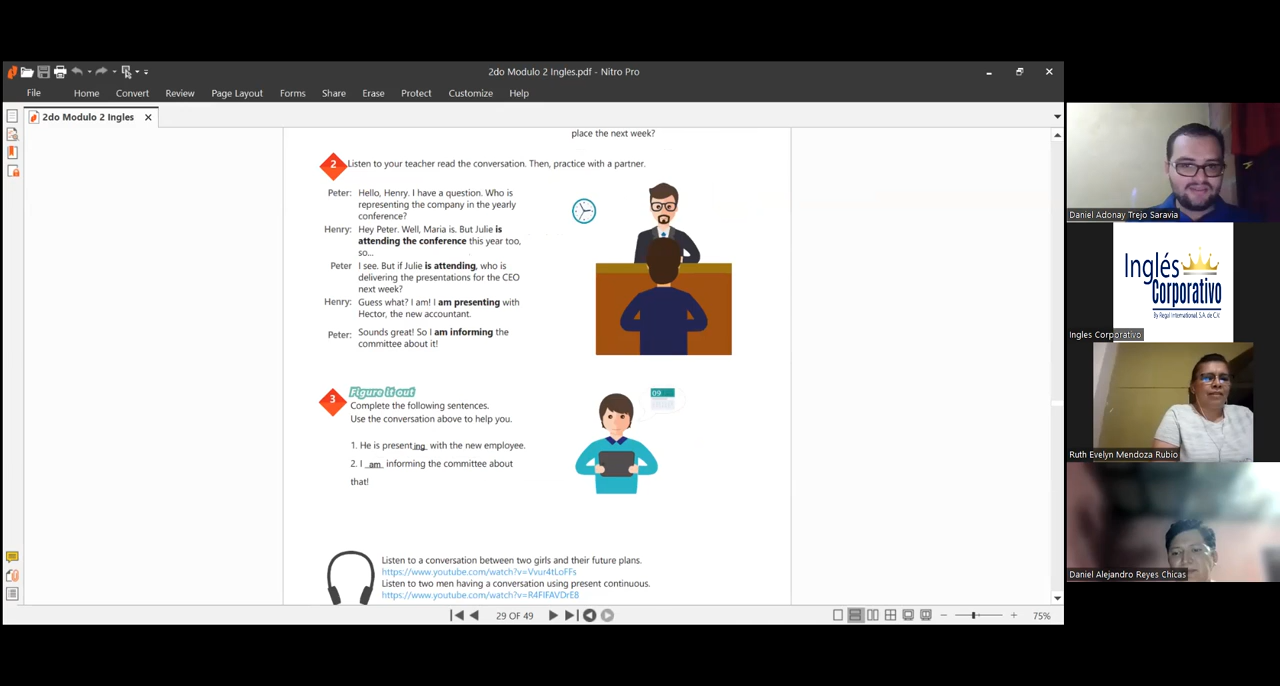 2do Modulo 2 Ingles.pdf - Nitro Pro
File Home Convert Review Page Layout Forms Share Erase Protect Customize Help
2do Modulo 2 Ingles
place the next week?
2 Listen to your teacher read the conversation. Then, practice with a partner.
Peter: Hello, Henry. I have a question. Who is
representing the company in the yearly
conference?
Henry: Hey Peter. Well, Maria is. But Julie is
attending the conference this year too,
so...
Peter I see. But if Julie is attending, who is
delivering the presentations for the CEO
next week?
Henry: Guess what? I am! I am presenting with
Hector, the new accountant.
Peter: Sounds great! So I am informing the
committee about it!
3 Figure it out
Complete the following sentences.
Use the conversation above to help you.
1. He is presenting with the new employee.
2. I am informing the committee about
that!
09
Listen to a conversation between two girls and their future plans.
https://www.youtube.com/watch?v=Vvur4tLoFFs
Listen to two men having a conversation using present continuous.
https://www.youtube.com/watch?v=R4FIFAVDrE8
29 OF 49
75%
Daniel Adonay Trejo Saravia
Inglés
Corporativo
By Regal International, S.A. de C.V.
Ingles Corporativo
Ruth Evelyn Mendoza Rubio
Daniel Alejandro Reyes Chicas